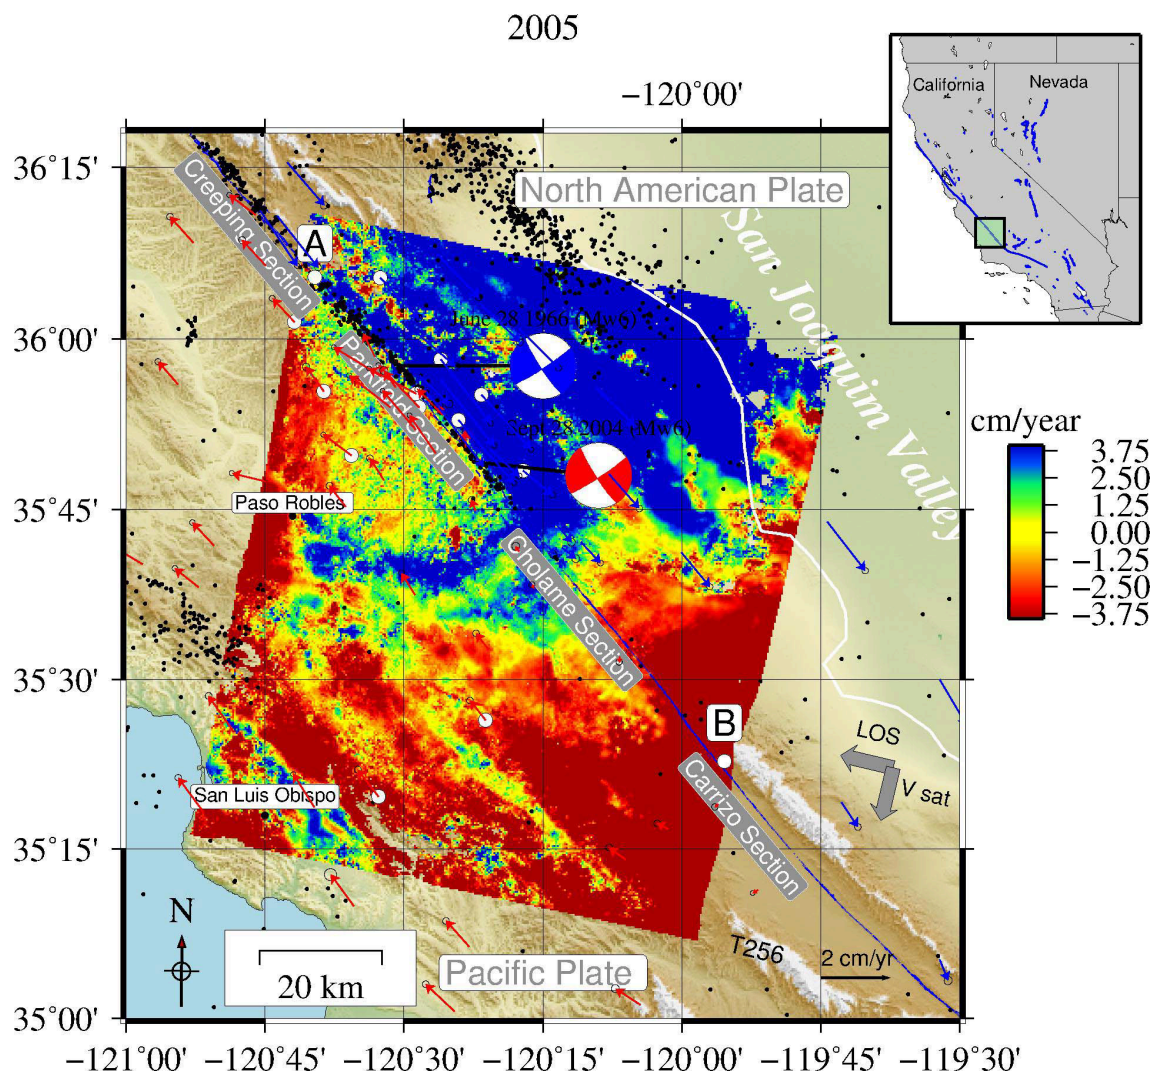 2005
−120°00'
California
Nevada
36°15'
36°00'
35°45'
35°30'
35°15'
35°00'
Creeping Section
A
North American Plate
San Joaquim Valley
June 28 1966 (Mw6)
Parkfield Section
Sept 28 2004 (Mw6)
cm/year
3.75
2.50
1.25
0.00
−1.25
−2.50
−3.75
Paso Robles
Cholame Section
B
LOS
V sat
San Luis Obispo
Carrizo Section
N
20 km
Pacific Plate
T256
2 cm/yr
−121°00'
−120°45'
−120°30'
−120°15'
−120°00'
−119°45'
−119°30'